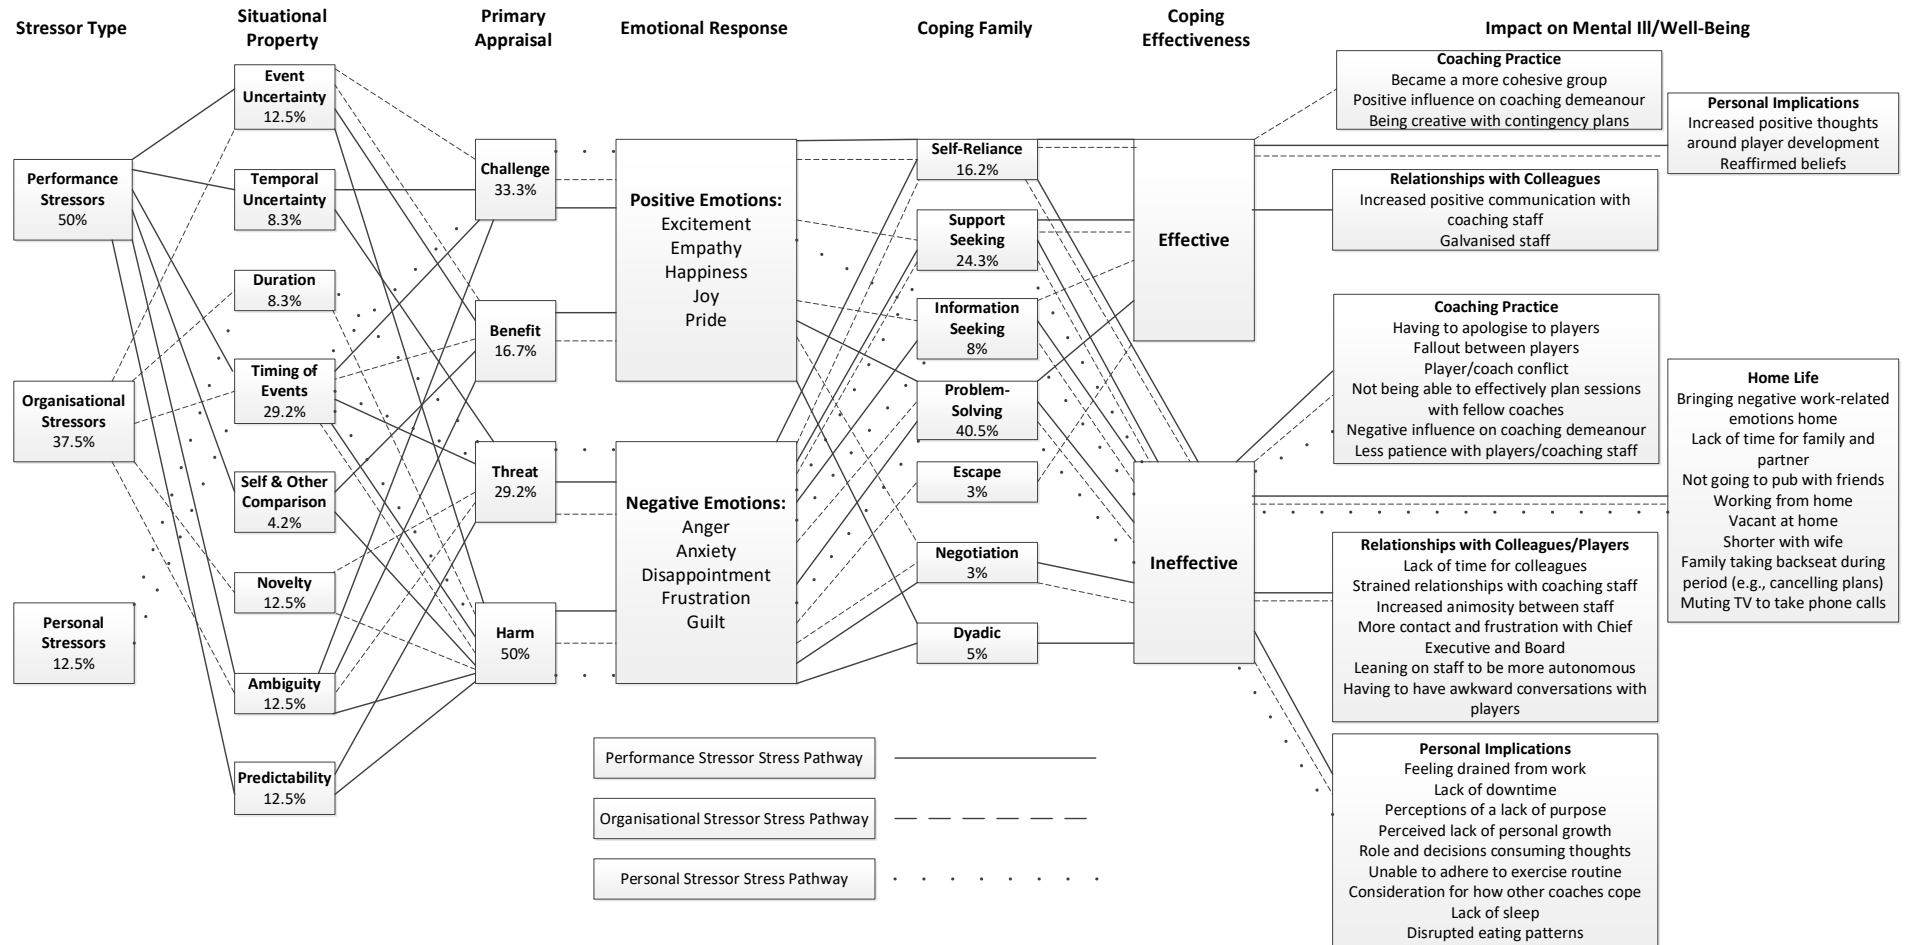 Stressor Type
Situational
Property
Primary
Appraisal
Emotional Response
Coping Family
Coping
Effectiveness
Impact on Mental Ill/Well-Being
Performance
Stressors
50%
Organisational
Stressors
37.5%
Personal
Stressors
12.5%
Event
Uncertainty
12.5%
Temporal
Uncertainty
8.3%
Duration
8.3%
Timing of
Events
29.2%
Self & Other
Comparison
4.2%
Novelty
12.5%
Ambiguity
12.5%
Predictability
12.5%
Challenge
33.3%
Benefit
16.7%
Threat
29.2%
Harm
50%
Positive Emotions:
Excitement
Empathy
Happiness
Joy
Pride
Negative Emotions:
Anger
Anxiety
Disappointment
Frustration
Guilt
Self-Reliance
16.2%
Support
Seeking
24.3%
Information
Seeking
8%
Problem-
Solving
40.5%
Escape
3%
Negotiation
3%
Dyadic
5%
Effective
Ineffective
Coaching Practice
Became a more cohesive group
Positive influence on coaching demeanour
Being creative with contingency plans
Personal Implications
Increased positive thoughts
around player development
Reaffirmed beliefs
Relationships with Colleagues
Increased positive communication with
coaching staff
Galvanised staff
Coaching Practice
Having to apologise to players
Fallout between players
Player/coach conflict
Not being able to effectively plan sessions
with fellow coaches
Negative influence on coaching demeanour
Less patience with players/coaching staff
Home Life
Bringing negative work-related
emotions home
Lack of time for family and
partner
Not going to pub with friends
Working from home
Vacant at home
Shorter with wife
Family taking backseat during
period (e.g., cancelling plans)
Muting TV to take phone calls
Relationships with Colleagues/Players
Lack of time for colleagues
Strained relationships with coaching staff
Increased animosity between staff
More contact and frustration with Chief
Executive and Board
Leaning on staff to be more autonomous
Having to have awkward conversations with
players
Personal Implications
Feeling drained from work
Lack of downtime
Perceptions of a lack of purpose
Perceived lack of personal growth
Role and decisions consuming thoughts
Unable to adhere to exercise routine
Consideration for how other coaches cope
Lack of sleep
Disrupted eating patterns
Performance Stressor Stress Pathway
Organisational Stressor Stress Pathway
Personal Stressor Stress Pathway